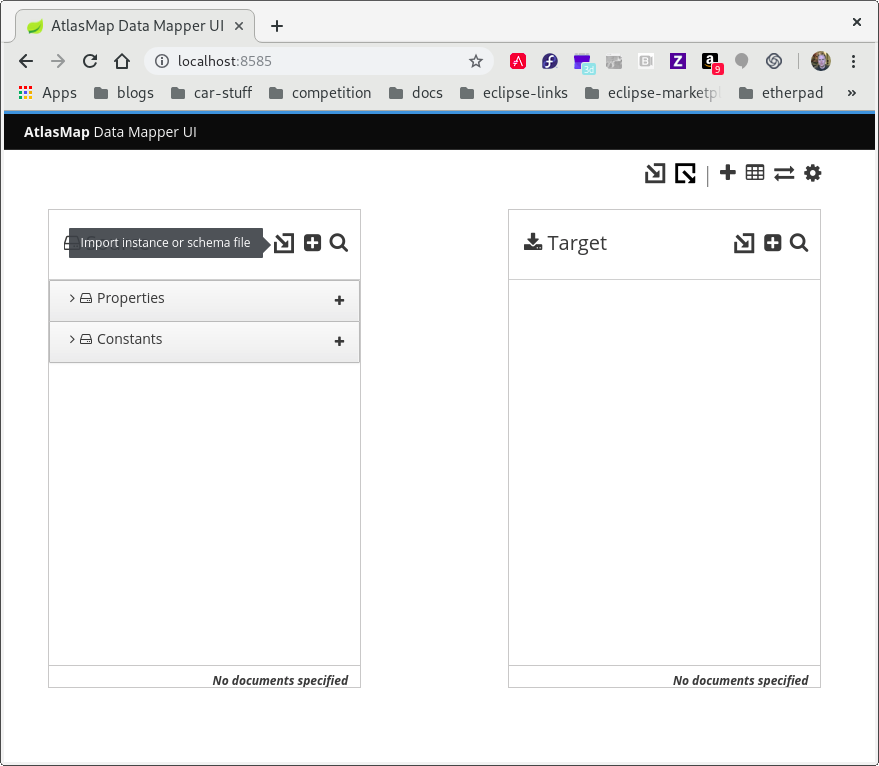 AtlasMap Data Mapper UI
localhost:8585
3d
B
Z
a
9
Apps
blogs
car-stuff
competition
docs
eclipse-links
eclipse-marketpl
etherpad
»
AtlasMap Data Mapper UI
Import instance or schema file
Target
Properties
Constants
No documents specified
No documents specified